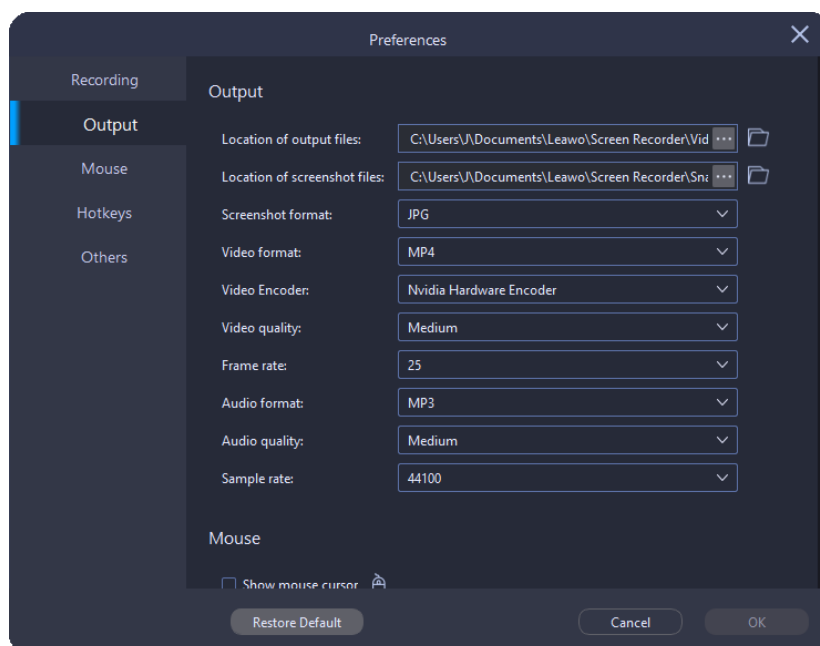 Preferences
Recording
Output
Mouse
Hotkeys
Others
Output
Location of output files: C:\Users\J\Documents\Leawo\Screen Recorder\Vid ...
Location of screenshot files: C:\Users\J\Documents\Leawo\Screen Recorder\Sna ...
Screenshot format: JPG
Video format: MP4
Video Encoder: Nvidia Hardware Encoder
Video quality: Medium
Frame rate: 25
Audio format: MP3
Audio quality: Medium
Sample rate: 44100
Mouse
Show mouse cursor
Restore Default Cancel OK